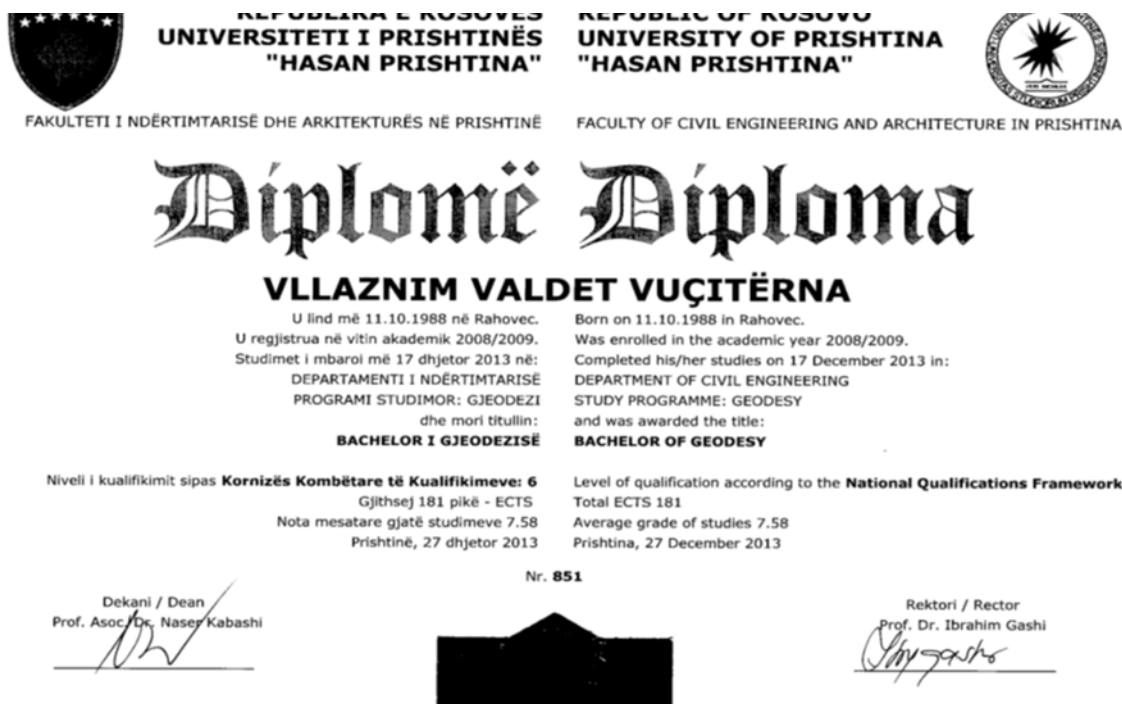 REPUBLIKA E KOSOVËS
UNIVERSITETI I PRISHTINËS
"HASAN PRISHTINA"
REPUBLIC OF KOSOVO
UNIVERSITY OF PRISHTINA
"HASAN PRISHTINA"
FAKULTETI I NDËRTIMTARISË DHE ARKITEKTURËS NË PRISHTINË
FACULTY OF CIVIL ENGINEERING AND ARCHITECTURE IN PRISHTINA
Diplomë Diploma
VLLAZNIM VALDET VUÇITËRNA
U lind më 11.10.1988 në Rahovec.
U regjistrua në vitin akademik 2008/2009.
Studimet i mbaroi më 17 dhjetor 2013 në:
DEPARTAMENTI I NDËRTIMTARISË
PROGRAMI STUDIMOR: GJEODEZI
dhe mori titullin:
BACHELOR I GJEODEZISË
Born on 11.10.1988 in Rahovec.
Was enrolled in the academic year 2008/2009.
Completed his/her studies on 17 December 2013 in:
DEPARTMENT OF CIVIL ENGINEERING
STUDY PROGRAMME: GEODESY
and was awarded the title:
BACHELOR OF GEODESY
Niveli i kualifikimit sipas Kornizës Kombëtare të Kualifikimeve: 6
Gjithsej 181 pikë - ECTS
Nota mesatare gjatë studimeve 7.58
Prishtinë, 27 dhjetor 2013
Level of qualification according to the National Qualifications Framework
Total ECTS 181
Average grade of studies 7.58
Prishtina, 27 December 2013
Nr. 851
Dekani / Dean
Prof. Asoc. Dr. Naser Kabashi
Rektori / Rector
Prof. Dr. Ibrahim Gashi